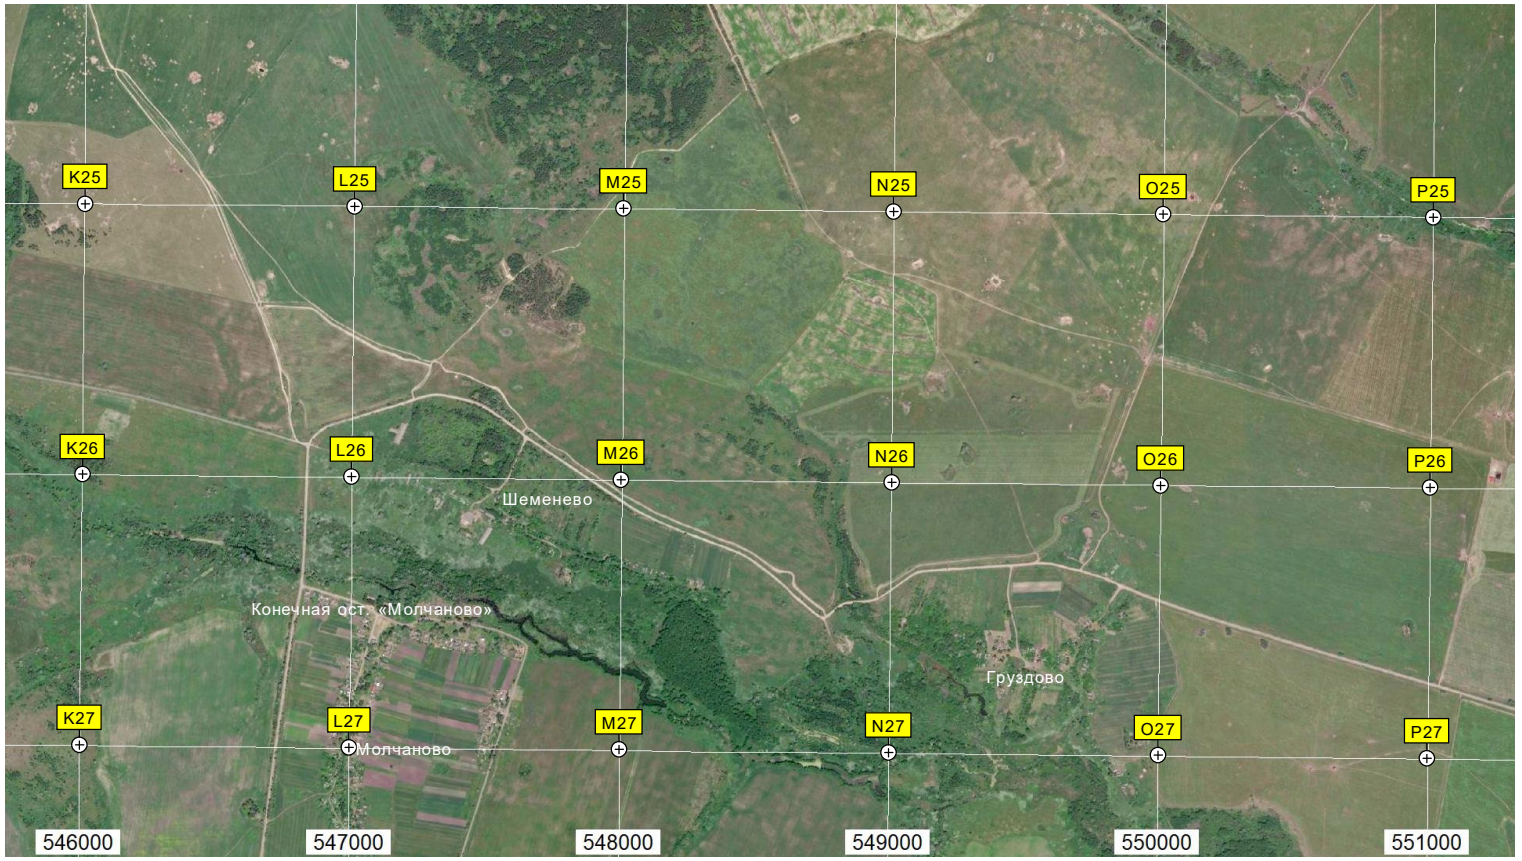 K25
L25
M25
N25
O25
P25
K26
L26
M26
N26
O26
P26
Шеменево
Конечная ост. «Молчаново»
Груздово
K27
L27
M27
N27
O27
P27
Молчаново
546000
547000
548000
549000
550000
551000